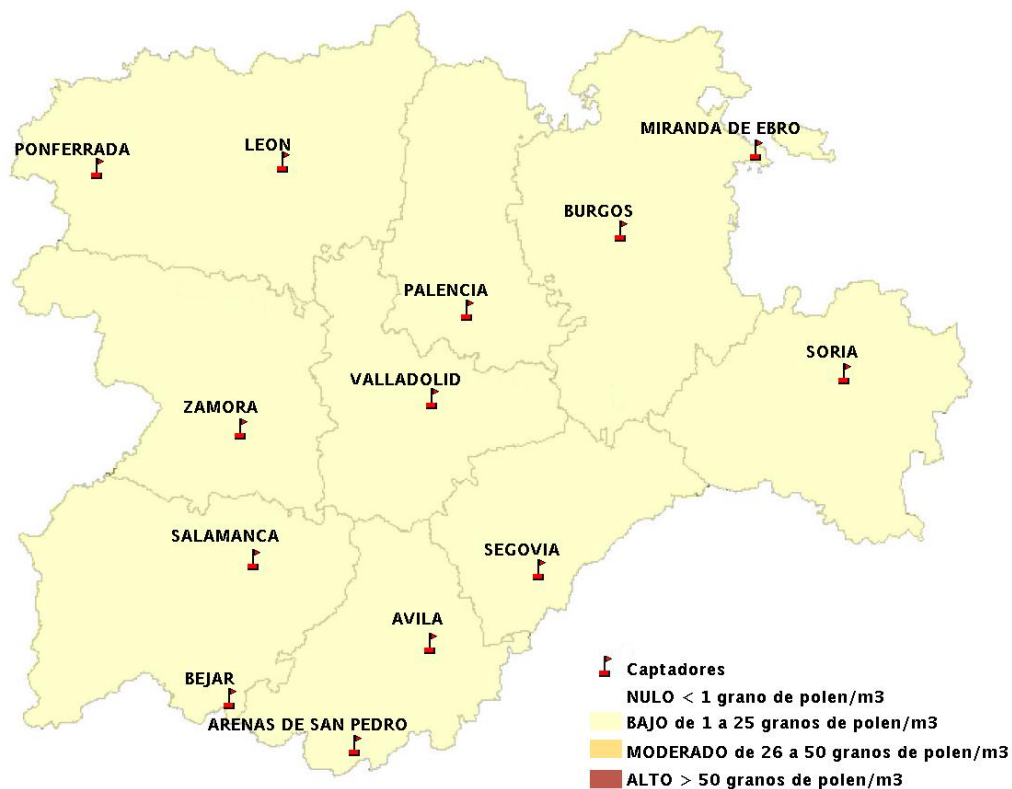 MIRANDA DE EBRO
PONFERRADA
LEON
BURGOS
PALENCIA
SORIA
VALLADOLID
ZAMORA
SALAMANCA
SEGOVIA
AVILA
BEJAR
ARENAS DE SAN PEDRO
Captadores
NULO < 1 grano de polen/m3
BAJO de 1 a 25 granos de polen/m3
MODERADO de 26 a 50 granos de polen/m3
ALTO > 50 granos de polen/m3